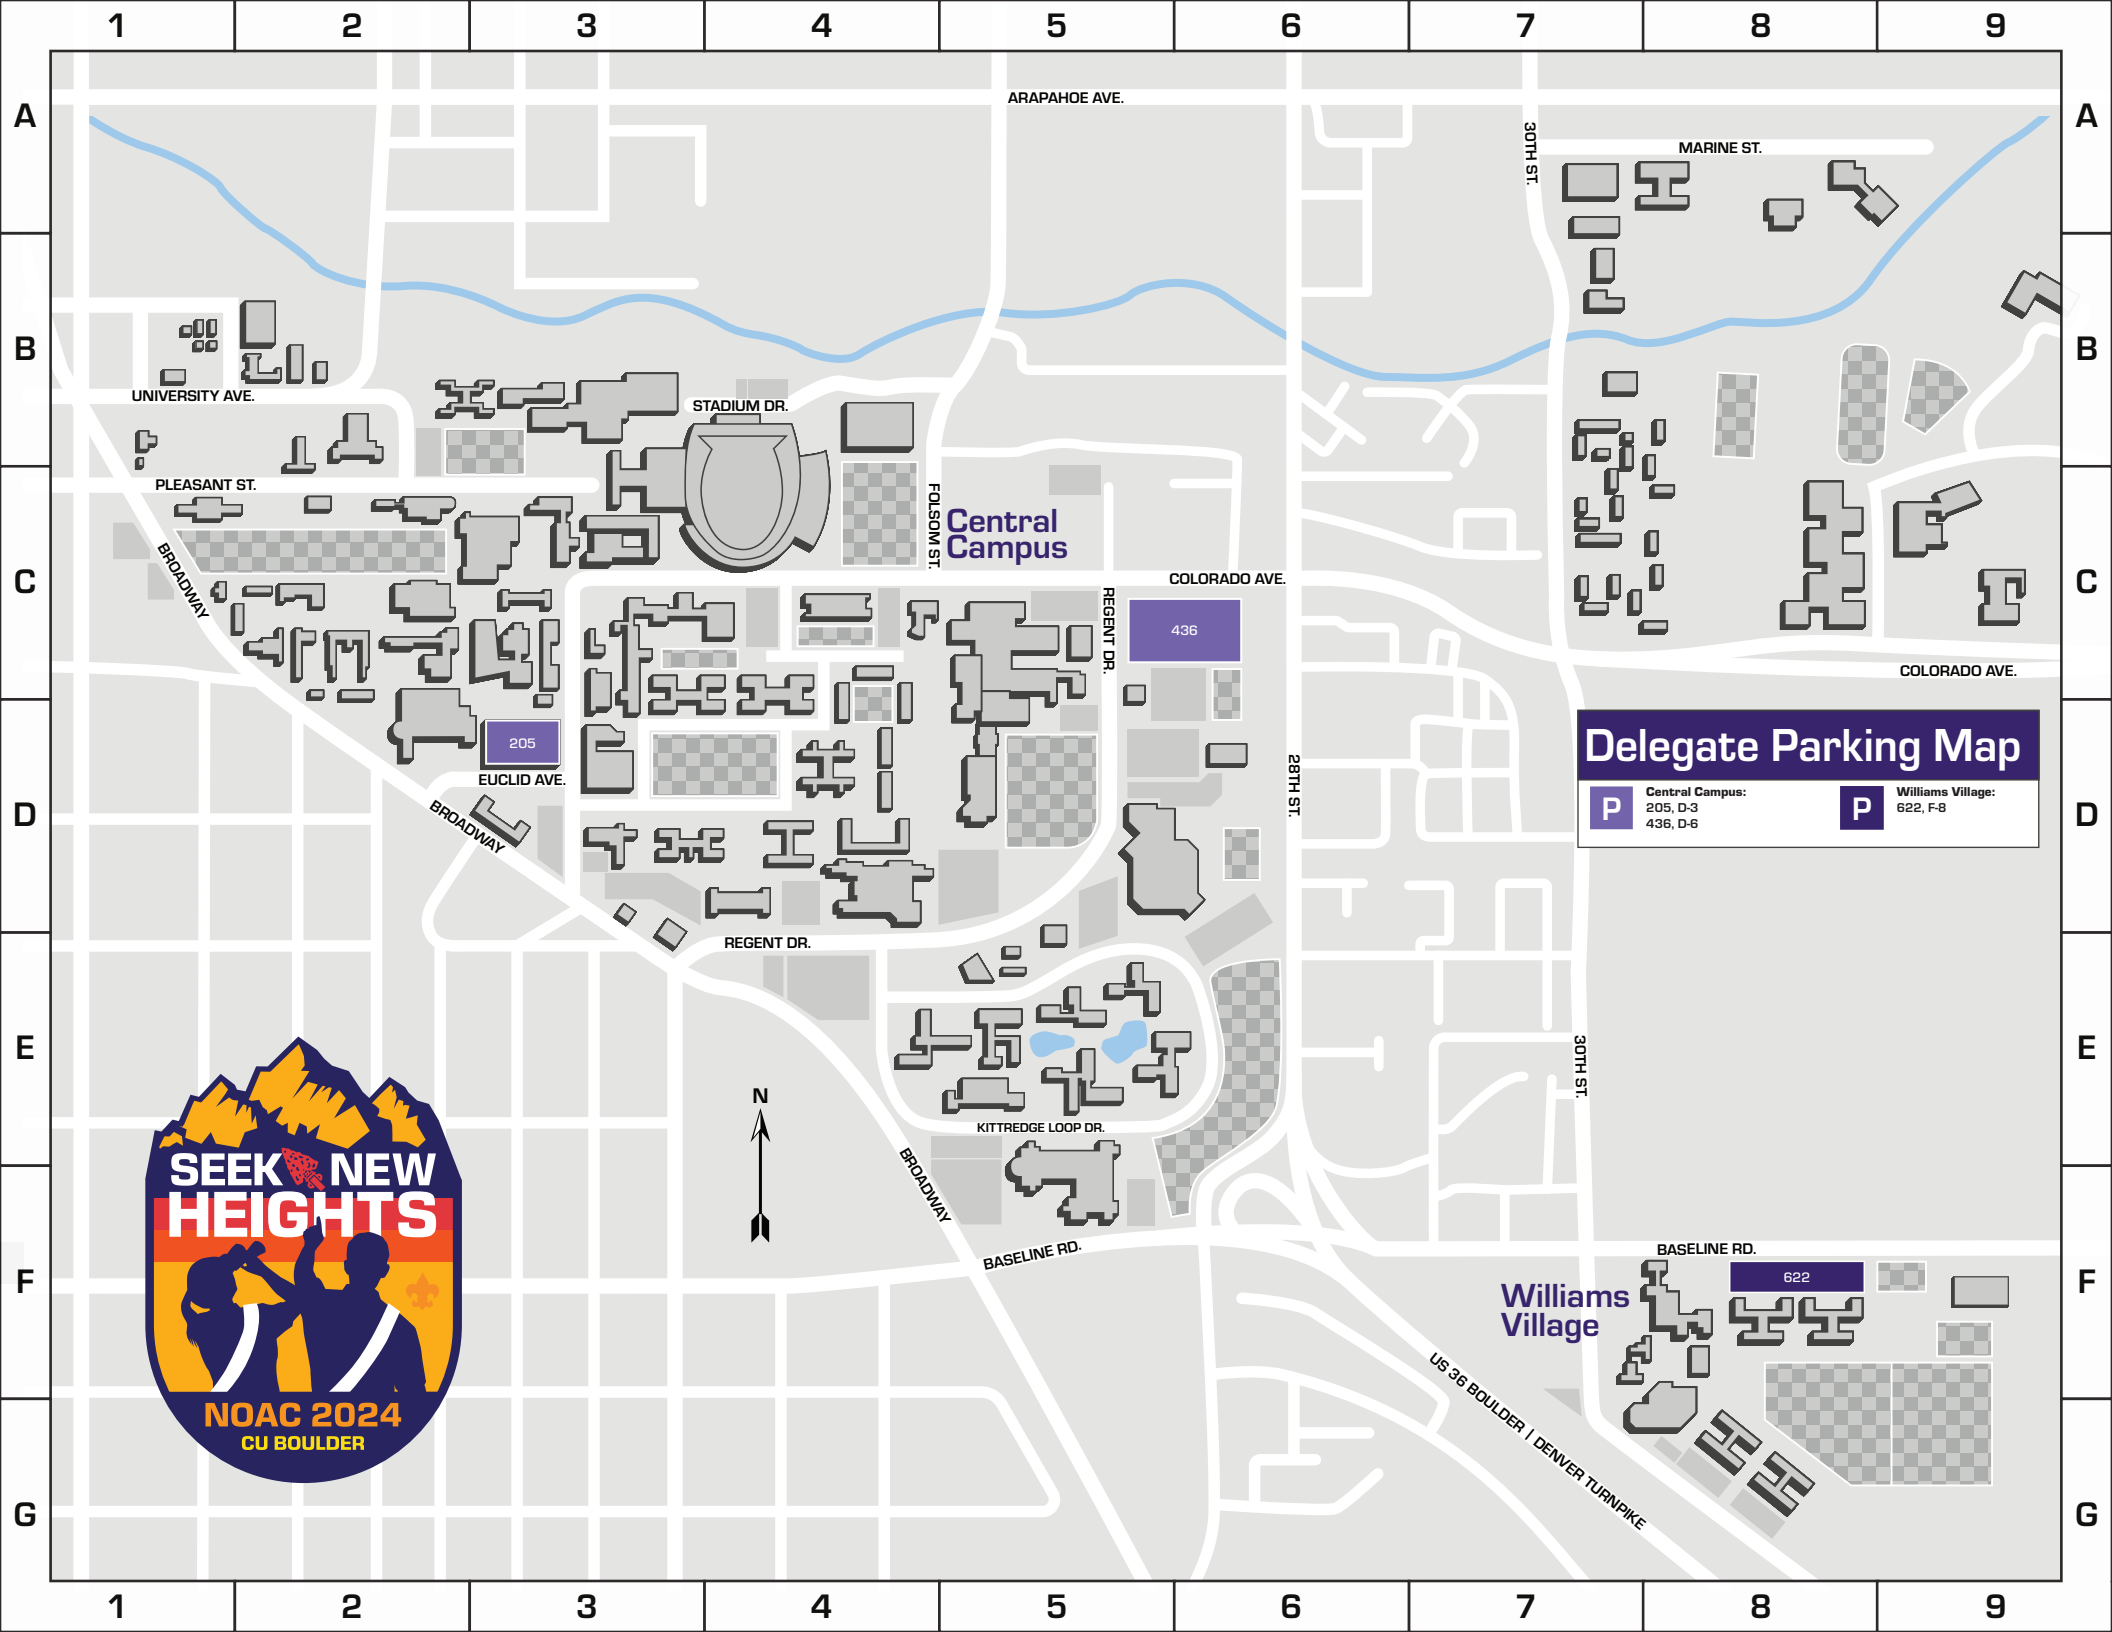 1 2 3 4 5 6 7 8 9
A A
ARAPAHOE AVE.
30TH ST.
MARINE ST.
B B
UNIVERSITY AVE.
STADIUM DR.
PLEASANT ST.
FOLSOM ST.
Central
Campus
BROADWAY
C C
COLORADO AVE.
REGENT DR.
436
COLORADO AVE.
205
EUCLID AVE.
28TH ST.
Delegate Parking Map
P
Central Campus:
205, D-3
436, D-6
P
Williams Village:
622, F-8
D D
BROADWAY
REGENT DR.
E E
30TH ST.
N
KITTREDGE LOOP DR.
BROADWAY
SEEK NEW
HEIGHTS
NOAC 2024
CU BOULDER
BASELINE RD.
BASELINE RD.
F F
622
Williams
Village
US 36 BOULDER | DENVER TURNPIKE
G G
1 2 3 4 5 6 7 8 9